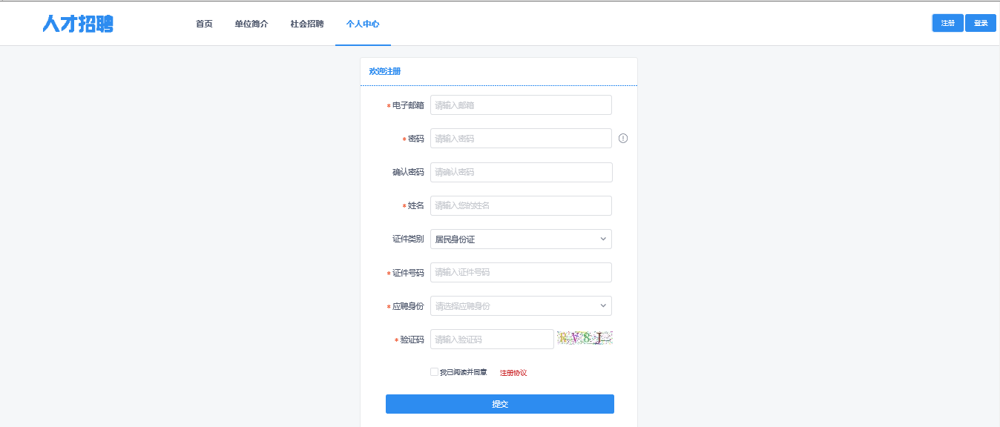 人才招聘 首页 单位简介 社会招聘 个人中心 注册 登录
欢迎注册
*电子邮箱 请输入邮箱
*密码 请输入密码
确认密码 请确认密码
*姓名 请输入您的姓名
证件类别 居民身份证
*证件号码 请输入证件号码
*应聘身份 请选择应聘身份
*验证码 请输入验证码 RV8J
我已阅读并同意 注册协议
提交